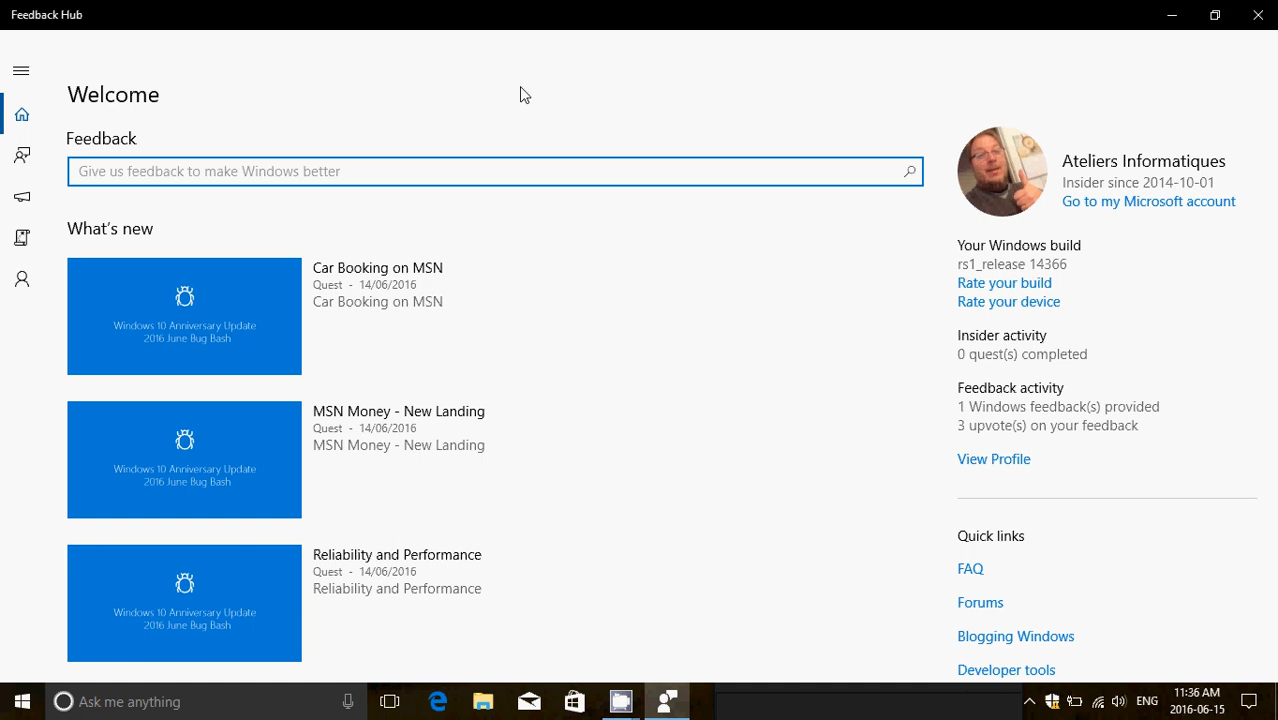 Feedback Hub
Welcome
Feedback
Give us feedback to make Windows better
What's new
Windows 10 Anniversary Update
2016 June Bug Bash
Car Booking on MSN
Quest - 14/06/2016
Car Booking on MSN
Windows 10 Anniversary Update
2016 June Bug Bash
MSN Money - New Landing
Quest - 14/06/2016
MSN Money - New Landing
Windows 10 Anniversary Update
2016 June Bug Bash
Reliability and Performance
Quest - 14/06/2016
Reliability and Performance
Ateliers Informatiques
Insider since 2014-10-01
Go to my Microsoft account
Your Windows build
rs1_release 14366
Rate your build
Rate your device
Insider activity
0 quest(s) completed
Feedback activity
1 Windows feedback(s) provided
3 upvote(s) on your feedback
View Profile
Quick links
FAQ
Forums
Blogging Windows
Developer tools
Ask me anything
ENG
11:36 AM
2016-06-15